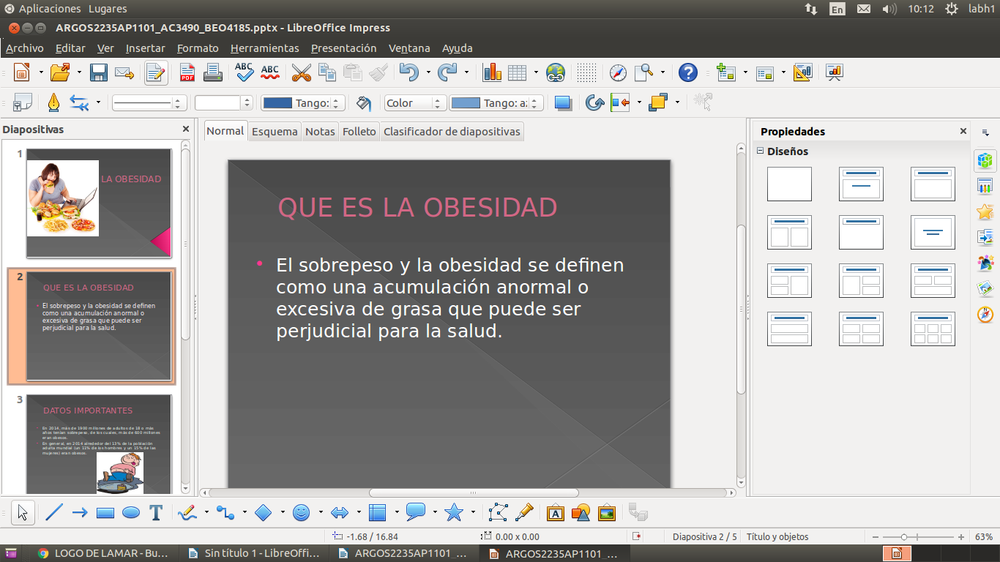 Aplicaciones Lugares
En
10:12
labh1
ARGOS2235AP1101_AC3490_BEO4185.pptx - LibreOffice Impress
Archivo Editar Ver Insertar Formato Herramientas Presentación Ventana Ayuda
PDF
ABC
ABC
Tango:
Color
Tango: a:
Diapositivas
1
LA OBESIDAD
2
QUE ES LA OBESIDAD
El sobrepeso y la obesidad se definen
como una acumulación anormal o
excesiva de grasa que puede ser
perjudicial para la salud.
3
DATOS IMPORTANTES
En 2014, más de 1900 millones de adultos de 18 o más
años tenían sobrepeso, de los cuales, más de 600 millones
eran obesos.
En general, en 2014 alrededor del 13% de la población
adulta mundial (un 11% de los hombres y un 15% de las
mujeres) eran obesos.
Normal Esquema Notas Folleto Clasificador de diapositivas
QUE ES LA OBESIDAD
El sobrepeso y la obesidad se definen
como una acumulación anormal o
excesiva de grasa que puede ser
perjudicial para la salud.
Propiedades
Diseños
T
A
-1.68 / 16.84
0.00 x 0.00
Diapositiva 2 / 5
Título y objetos
63%
LOGO DE LAMAR - Bu...
Sin título 1 - LibreOffi...
ARGOS2235AP1101_...
ARGOS2235AP1101_...